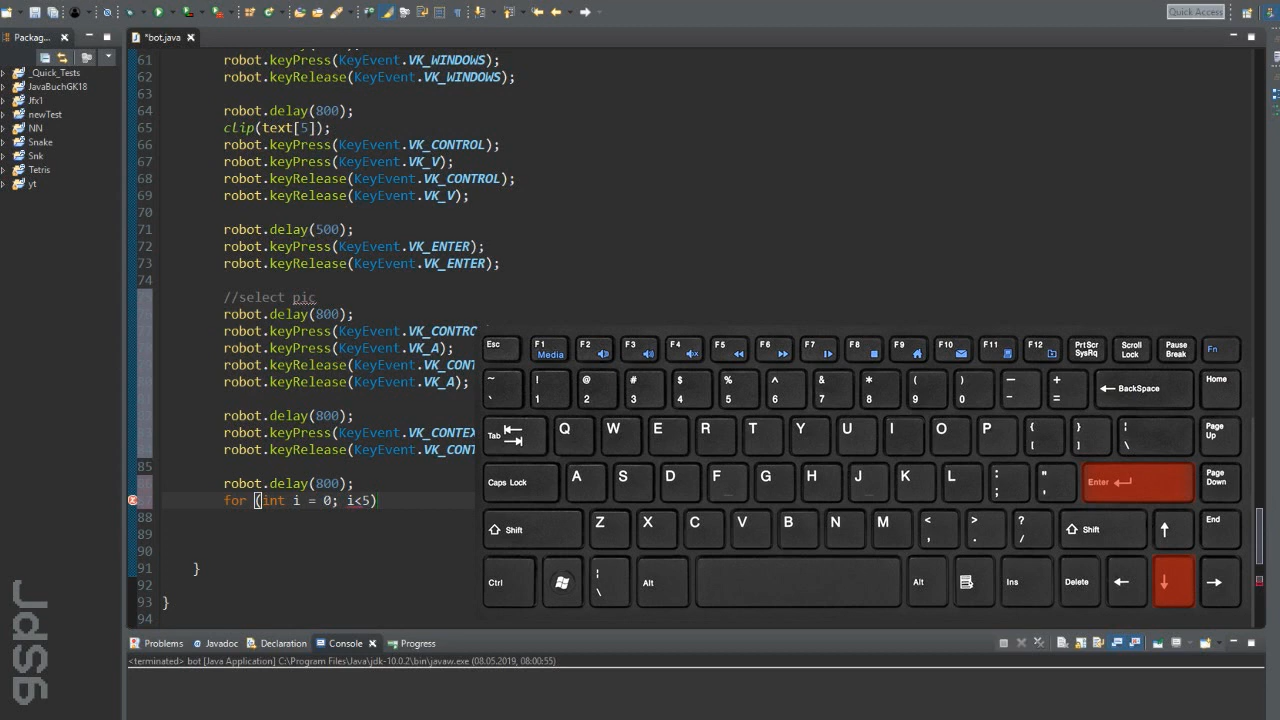 Quick Access
Packag...
*bot.java
_Quick_Tests
JavaBuchGK18
Jfx1
newTest
NN
Snake
Snk
Tetris
yt
61 robot.keyPress(KeyEvent.VK_WINDOWS);
62 robot.keyRelease(KeyEvent.VK_WINDOWS);
63
64 robot.delay(800);
65 clip(text[5]);
66 robot.keyPress(KeyEvent.VK_CONTROL);
67 robot.keyPress(KeyEvent.VK_V);
68 robot.keyRelease(KeyEvent.VK_CONTROL);
69 robot.keyRelease(KeyEvent.VK_V);
70
71 robot.delay(500);
72 robot.keyPress(KeyEvent.VK_ENTER);
73 robot.keyRelease(KeyEvent.VK_ENTER);
74
//select pic
robot.delay(800);
robot.keyPress(KeyEvent.VK_CONTRO
robot.keyPress(KeyEvent.VK_A);
robot.keyRelease(KeyEvent.VK_CONT
robot.keyRelease(KeyEvent.VK_A);
robot.delay(800);
robot.keyPress(KeyEvent.VK_CONTEX
robot.keyRelease(KeyEvent.VK_CONT
85
robot.delay(800);
for (int i = 0; i<5)
88
89
90
91 }
92
93 }
94
Esc F1 Media F2 F3 F4 F5 F6 F7 F8 F9 F10 F11 F12 PrtScr SysRq Scroll Lock Pause Break Fn
~ ` ! 1 @ 2 # 3 $ 4 % 5 ^ 6 & 7 * 8 ( 9 ) 0 — - + = BackSpace Home
Tab Q W E R T Y U I O P { [ } ] ¦ \ Page Up
Caps Lock A S D F G H J K L : ; " ' Enter Page Down
Shift Z X C V B N M < , > . ? / Shift End
Ctrl ¦ \ Alt Alt Ins Delete
JdSG
Problems Javadoc Declaration Console Progress
<terminated> bot [Java Application] C:\Program Files\Java\jdk-10.0.2\bin\javaw.exe (08.05.2019, 08:00:55)